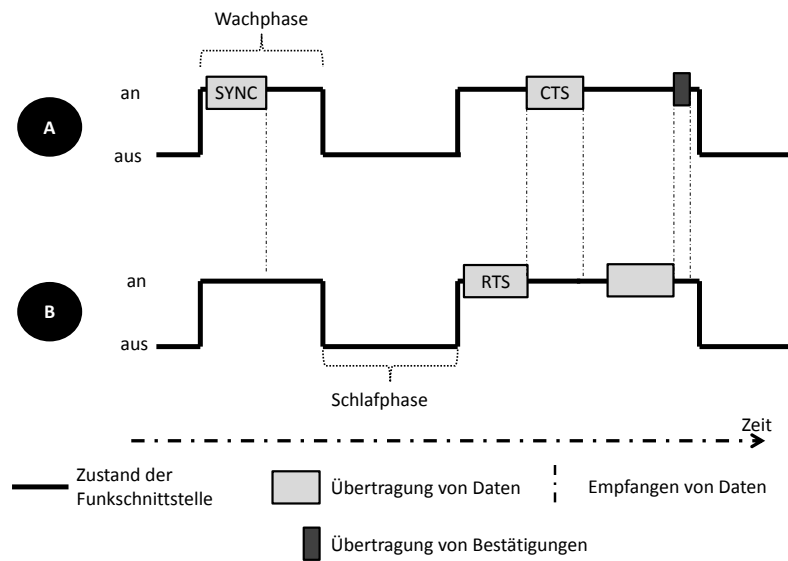 Wachphase
an
SYNC
CTS
A
aus
an
RTS
B
aus
Schlafphase
Zeit
Zustand der
Funkschnittstelle
Übertragung von Daten
Empfangen von Daten
Übertragung von Bestätigungen